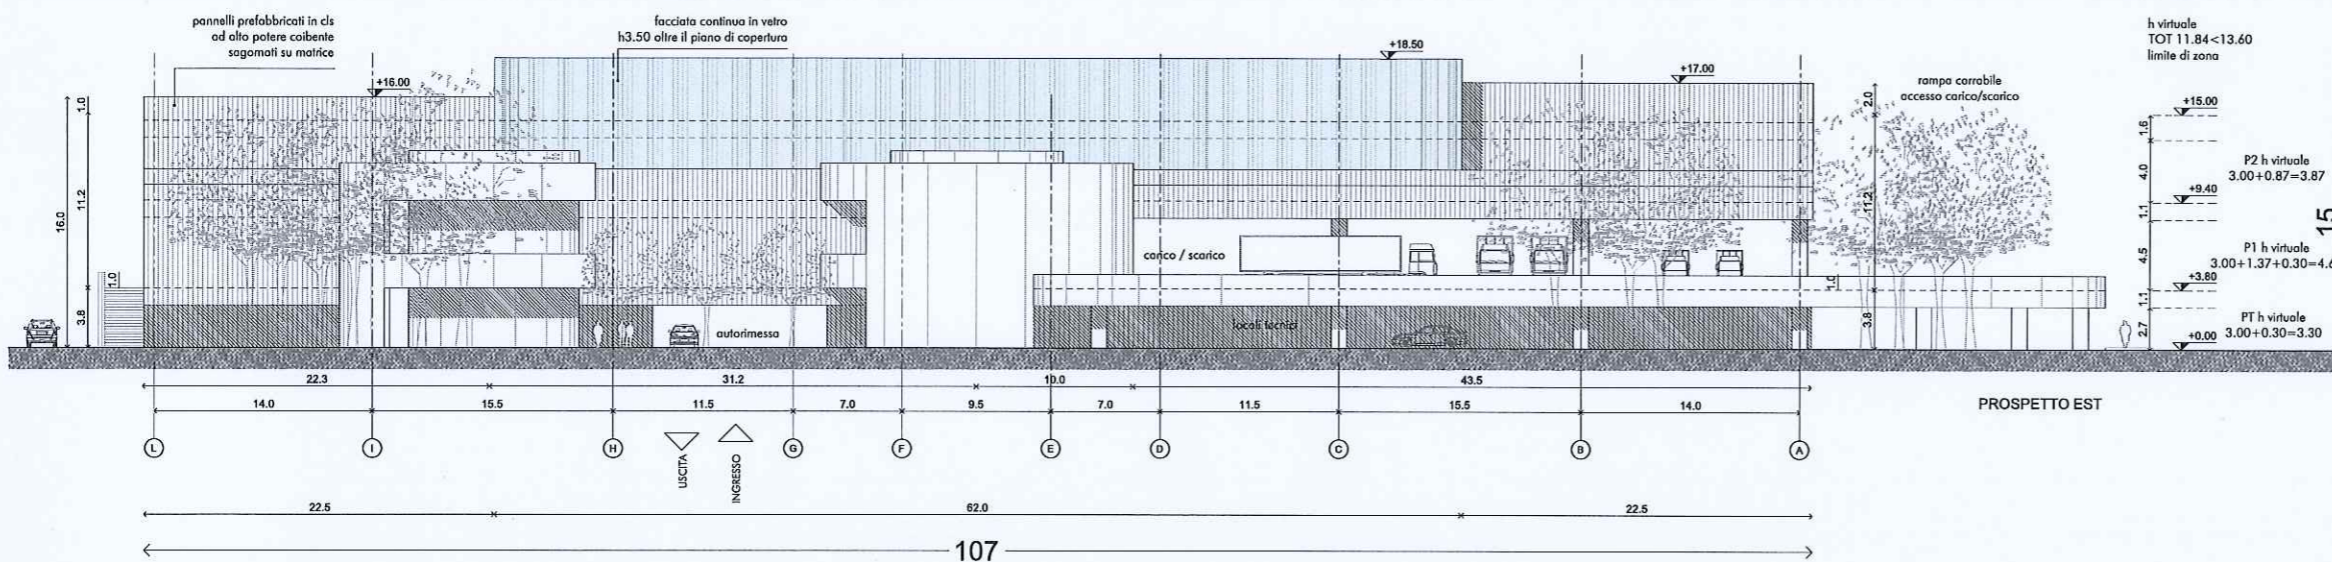 pannelli prefabbricati in cls
ad alto potere coibente
sagomati su matrice
facciata continua in vetro
h3.50 oltre il piano di copertura
h virtuale
TOT 11.84<13.60
limite di zona
+18.50
+17.00
+16.00
rampa carrabile
accesso carico/scarico
+15.00
1.0
11.2
16.0
1.0
3.8
2.0
11.2
1.0
3.8
1.6
4.0
1.1
4.5
1.1
2.7
P2 h virtuale
3.00+0.87=3.87
+9.40
15
P1 h virtuale
3.00+1.37+0.30=4.6
+3.80
PT h virtuale
3.00+0.30=3.30
+0.00
carico / scarico
autorimessa
locali tecnici
22.3 31.2 10.0 43.5
14.0 15.5 11.5 7.0 9.5 7.0 11.5 15.5 14.0
PROSPETTO EST
L I H G F E D C B A
USCITA
INGRESSO
22.5 62.0 22.5
107